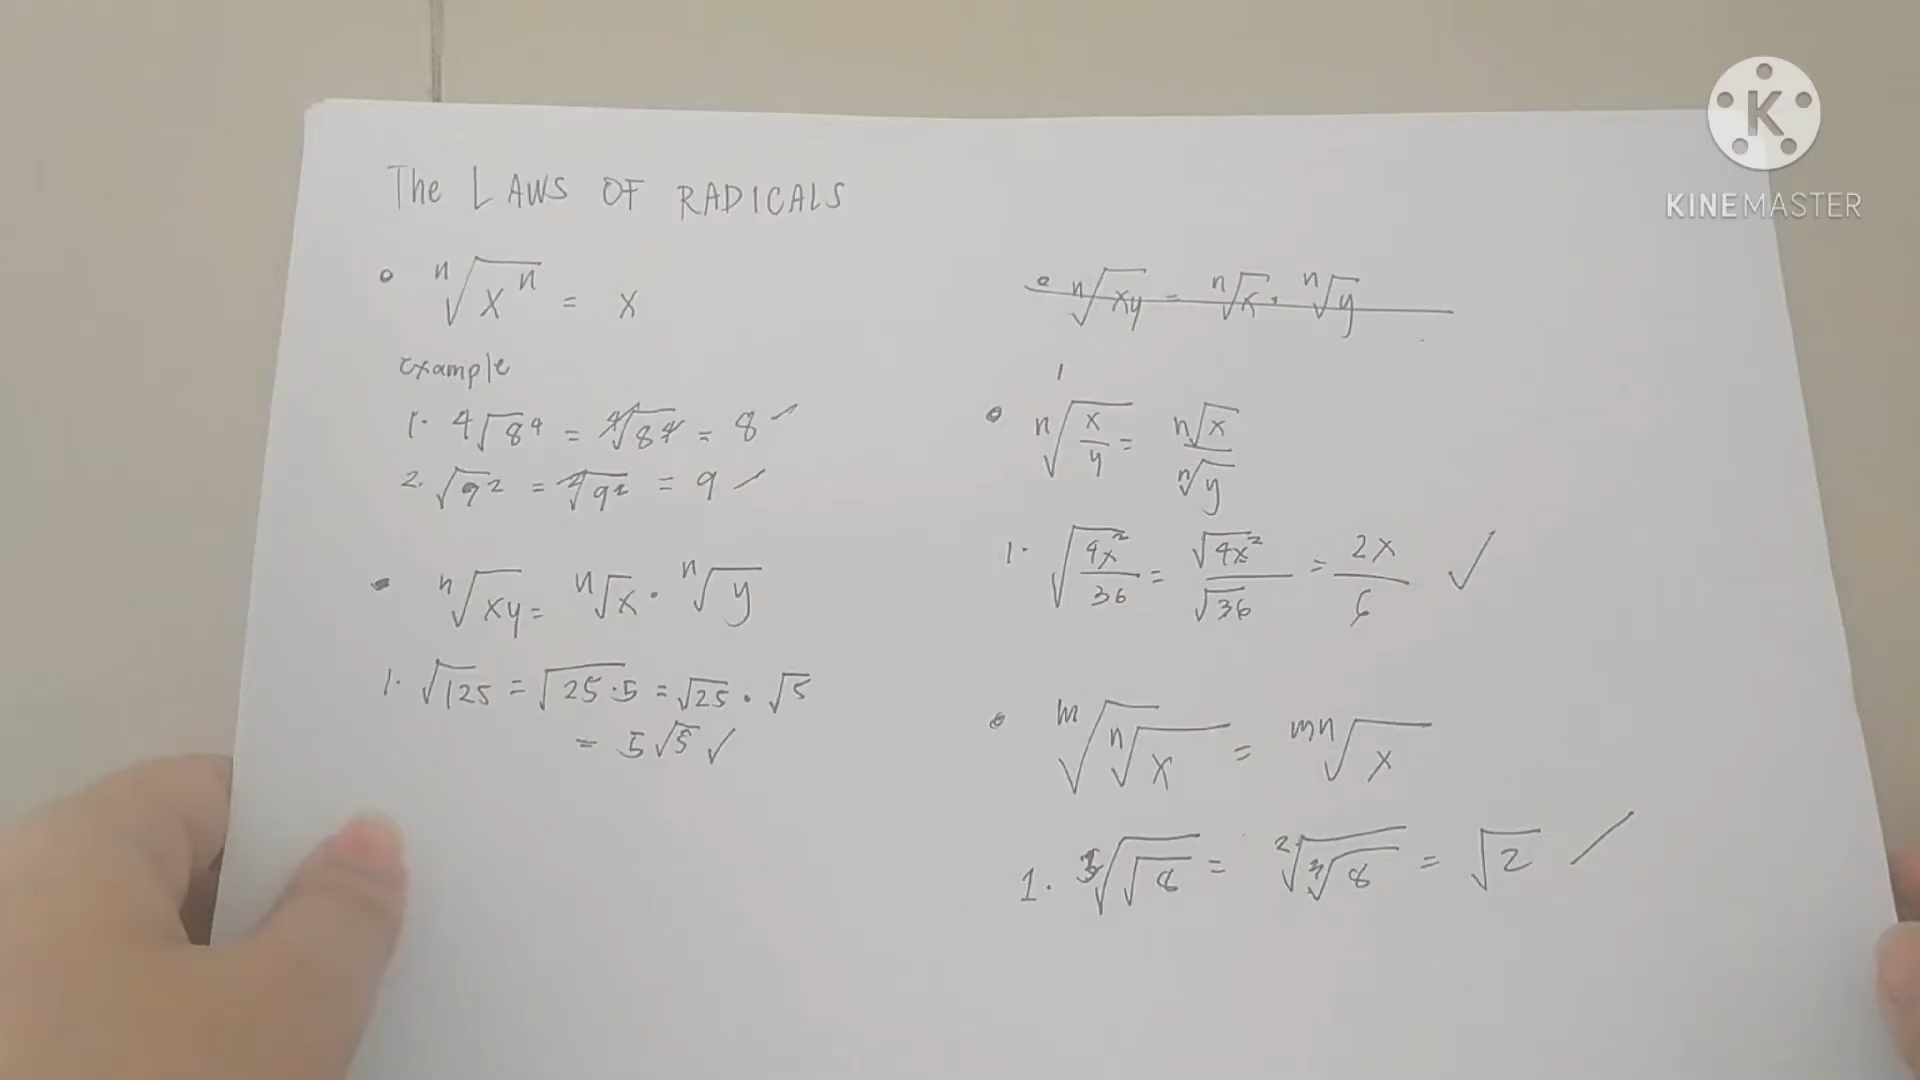 The LAWS OF RADICALS
∘ ⁿ√xⁿ = x
example
1. ⁴√8⁴ = ⁴√8⁴ = 8
2. √9² = ²√9² = 9
• ⁿ√xy = ⁿ√x · ⁿ√y
1. √125 = √25·5 = √25 · √5
= 5√5 ✓
∘ ⁿ√xy = ⁿ√x · ⁿ√y
∘ ⁿ√(x/y) = ⁿ√x / ⁿ√y
1. √(4x²/36) = √4x² / √36 = 2x/6 ✓
∘ ᵐ√ⁿ√x = ᵐⁿ√x
1. ³√√8 = ²√³√8 = √2
K
KINEMASTER